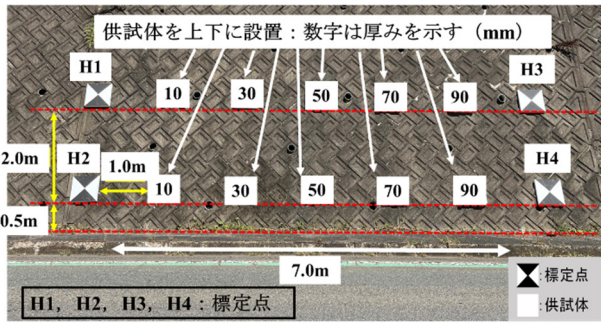 供試体を上下に設置：数字は厚みを示す（mm）
H1 10 30 50 70 90 H3
2.0m
H2 1.0m 10 30 50 70 90 H4
0.5m
7.0m
H1, H2, H3, H4：標定点
：標定点
：供試体